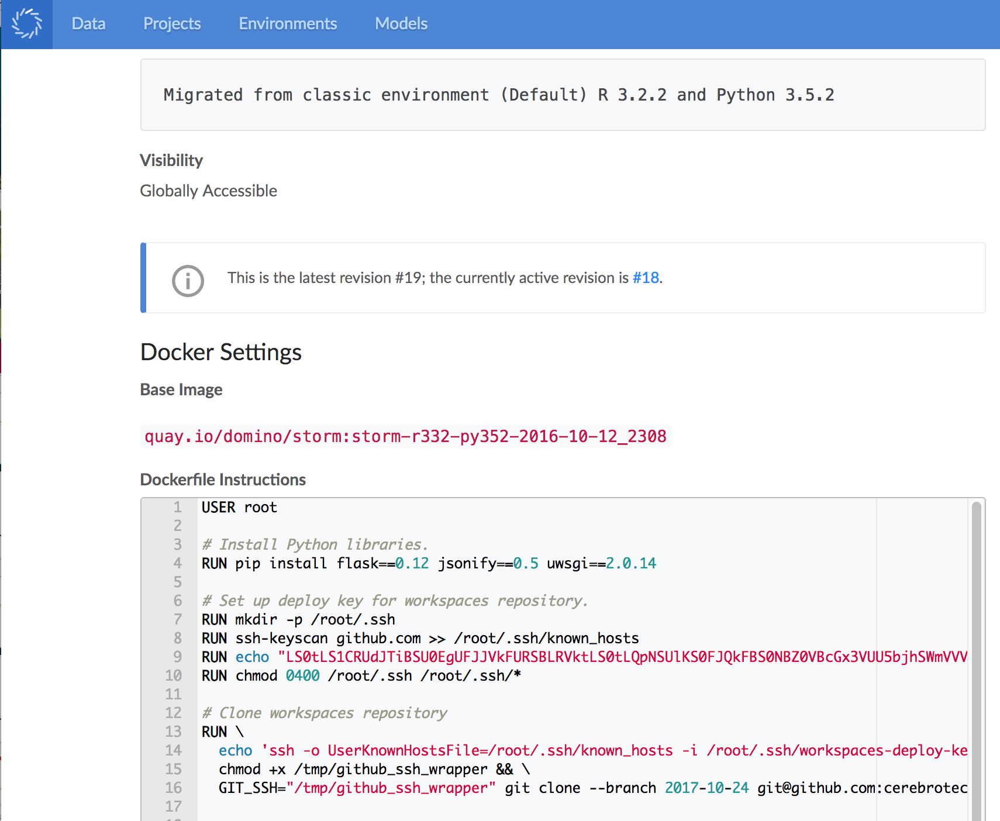 Data Projects Environments Models
Migrated from classic environment (Default) R 3.2.2 and Python 3.5.2
Visibility
Globally Accessible
This is the latest revision #19; the currently active revision is #18.
Docker Settings
Base Image
quay.io/domino/storm:storm-r332-py352-2016-10-12_2308
Dockerfile Instructions
1 USER root
2
3 # Install Python libraries.
4 RUN pip install flask==0.12 jsonify==0.5 uwsgi==2.0.14
5
6 # Set up deploy key for workspaces repository.
7 RUN mkdir -p /root/.ssh
8 RUN ssh-keyscan github.com >> /root/.ssh/known_hosts
9 RUN echo "LS0tLS1CRUdJTiBSU0EgUFJJVkFURSBLRVktLS0tLQpNSUlKS0FJQkFBS0NBZ0VBcGx3VUU5bjhSWmVVV
10 RUN chmod 0400 /root/.ssh /root/.ssh/*
11
12 # Clone workspaces repository
13 RUN \
14 echo 'ssh -o UserKnownHostsFile=/root/.ssh/known_hosts -i /root/.ssh/workspaces-deploy-ke
15 chmod +x /tmp/github_ssh_wrapper && \
16 GIT_SSH="/tmp/github_ssh_wrapper" git clone --branch 2017-10-24 git@github.com:cerebrotec
17